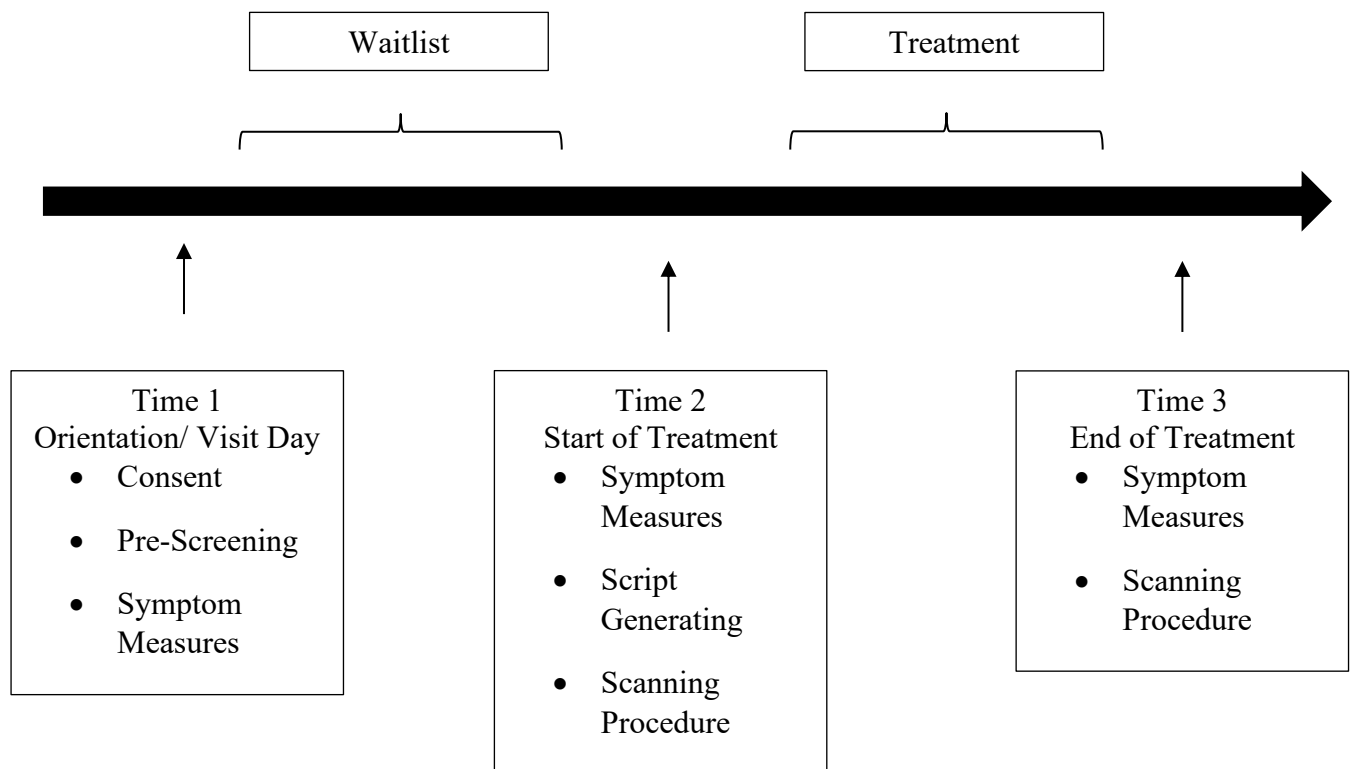 Waitlist
Treatment
Time 1
Orientation/ Visit Day
• Consent
• Pre-Screening
• Symptom
Measures
Time 2
Start of Treatment
• Symptom
Measures
• Script
Generating
• Scanning
Procedure
Time 3
End of Treatment
• Symptom
Measures
• Scanning
Procedure